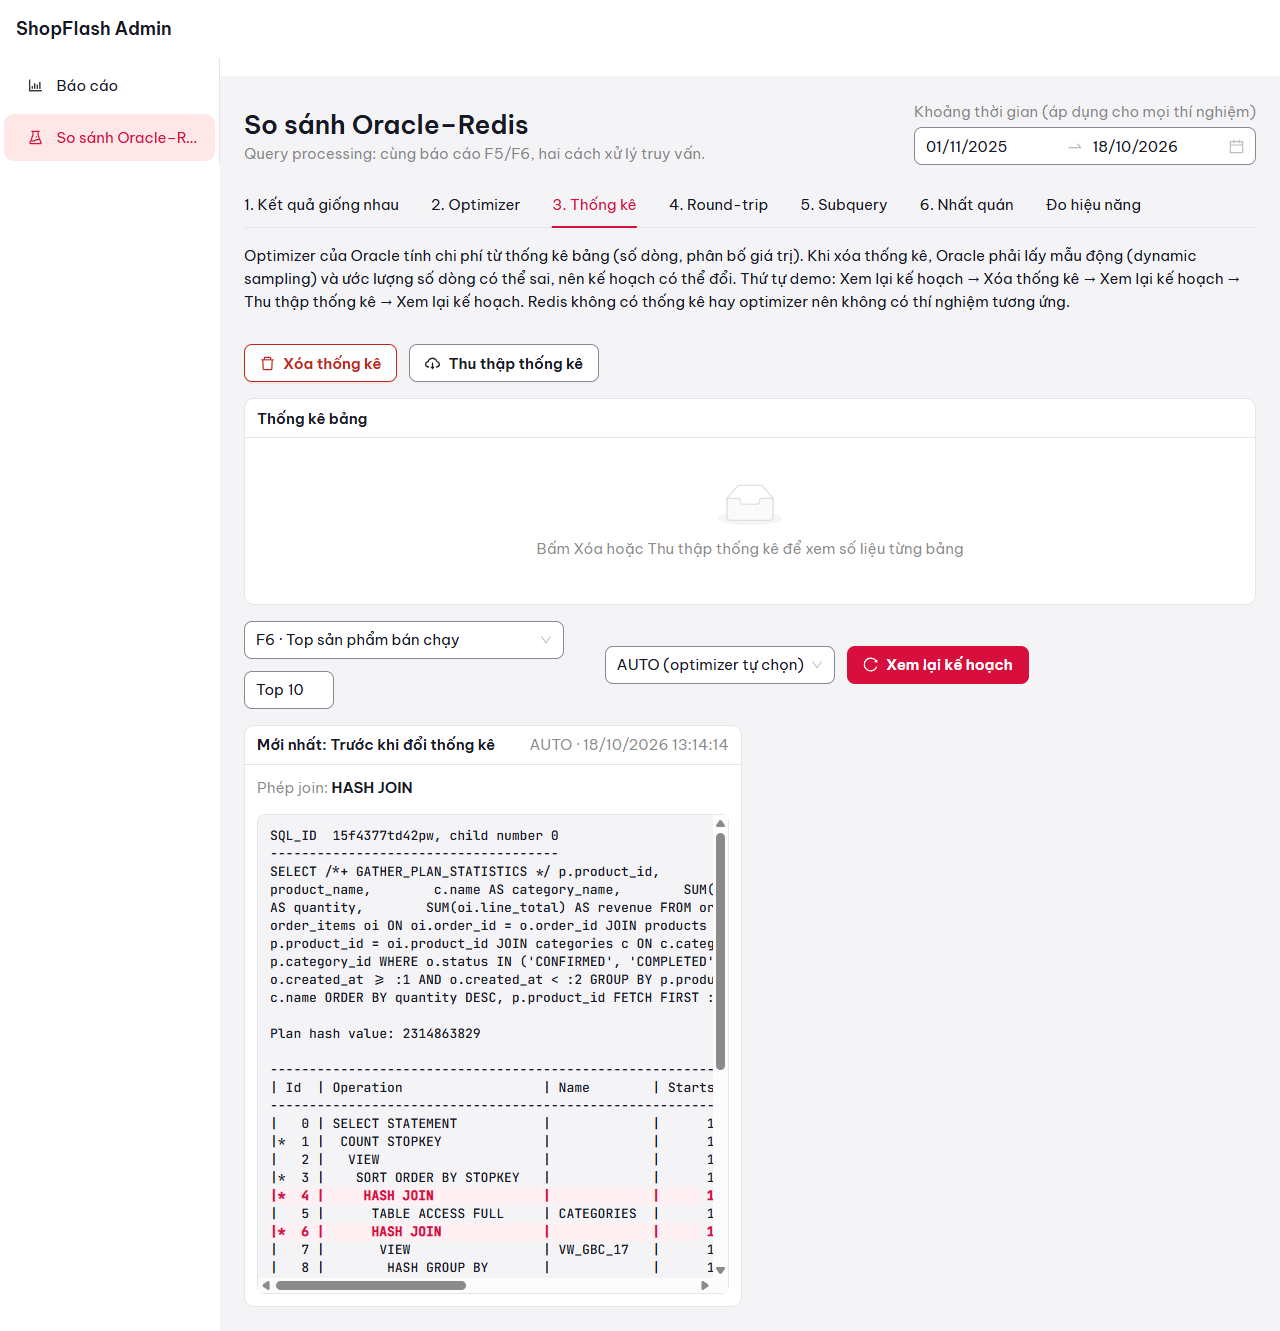 ShopFlash Admin
Báo cáo
So sánh Oracle–R...
So sánh Oracle–Redis
Query processing: cùng báo cáo F5/F6, hai cách xử lý truy vấn.
Khoảng thời gian (áp dụng cho mọi thí nghiệm)
01/11/2025 → 18/10/2026
1. Kết quả giống nhau 2. Optimizer 3. Thống kê 4. Round-trip 5. Subquery 6. Nhất quán Đo hiệu năng
Optimizer của Oracle tính chi phí từ thống kê bảng (số dòng, phân bố giá trị). Khi xóa thống kê, Oracle phải lấy mẫu động (dynamic
sampling) và ước lượng số dòng có thể sai, nên kế hoạch có thể đổi. Thứ tự demo: Xem lại kế hoạch → Xóa thống kê → Xem lại kế hoạch →
Thu thập thống kê → Xem lại kế hoạch. Redis không có thống kê hay optimizer nên không có thí nghiệm tương ứng.
Xóa thống kê Thu thập thống kê
Thống kê bảng
Bấm Xóa hoặc Thu thập thống kê để xem số liệu từng bảng
F6 · Top sản phẩm bán chạy
Top 10
AUTO (optimizer tự chọn) Xem lại kế hoạch
Mới nhất: Trước khi đổi thống kê AUTO · 18/10/2026 13:14:14
Phép join: HASH JOIN
SQL_ID  15f4377td42pw, child number 0
-------------------------------------
SELECT /*+ GATHER_PLAN_STATISTICS */ p.product_id,
product_name,        c.name AS category_name,        SUM(
AS quantity,        SUM(oi.line_total) AS revenue FROM or
order_items oi ON oi.order_id = o.order_id JOIN products
p.product_id = oi.product_id JOIN categories c ON c.categ
p.category_id WHERE o.status IN ('CONFIRMED', 'COMPLETED'
o.created_at >= :1 AND o.created_at < :2 GROUP BY p.produ
c.name ORDER BY quantity DESC, p.product_id FETCH FIRST :
Plan hash value: 2314863829
---------------------------------------------------------
| Id  | Operation                  | Name        | Starts
---------------------------------------------------------
|   0 | SELECT STATEMENT           |             |      1
|*  1 |  COUNT STOPKEY             |             |      1
|   2 |   VIEW                     |             |      1
|*  3 |    SORT ORDER BY STOPKEY   |             |      1
|*  4 |     HASH JOIN              |             |      1
|   5 |      TABLE ACCESS FULL     | CATEGORIES  |      1
|*  6 |      HASH JOIN             |             |      1
|   7 |       VIEW                 | VW_GBC_17   |      1
|   8 |        HASH GROUP BY       |             |      1